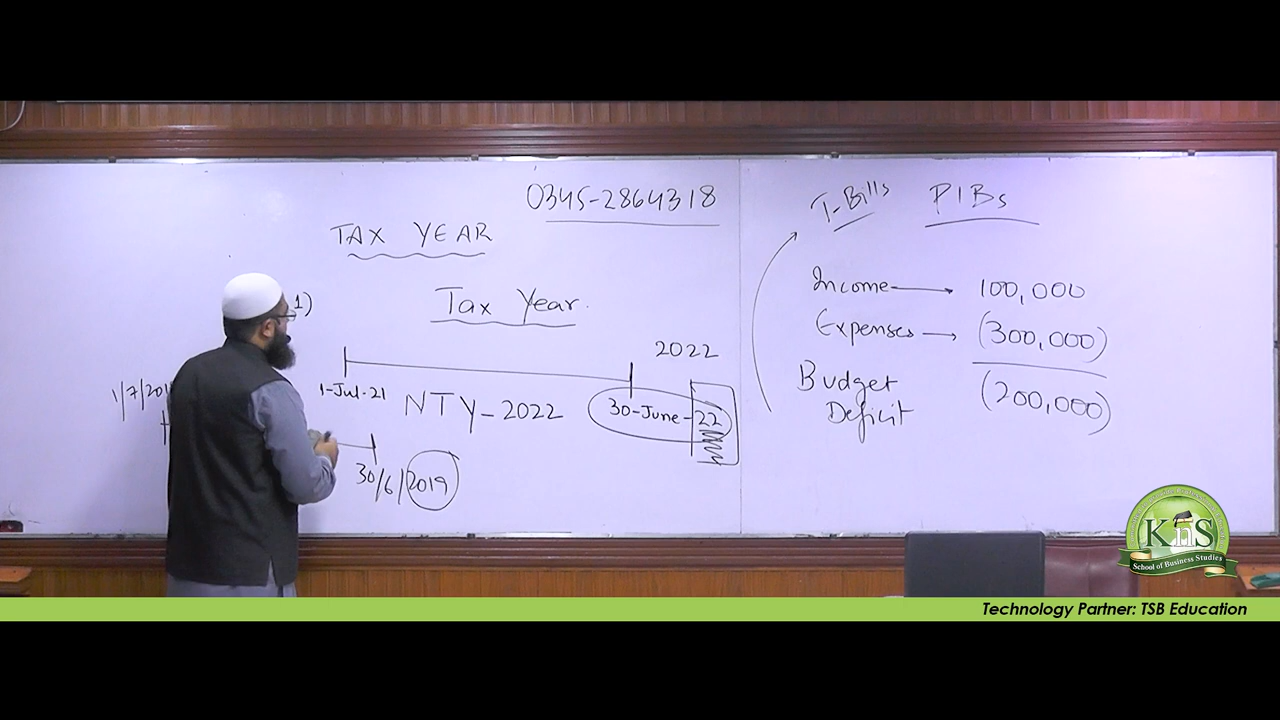 0345-2864318
TAX YEAR
1)
Tax Year.
2022
1-Jul-21
NTY-2022
30-June-22
30/6/2019
T-Bills PIBs
Income → 100,000
Expenses → (300,000)
Budget Deficit (200,000)
KnS
School of Business Studies
Technology Partner: TSB Education